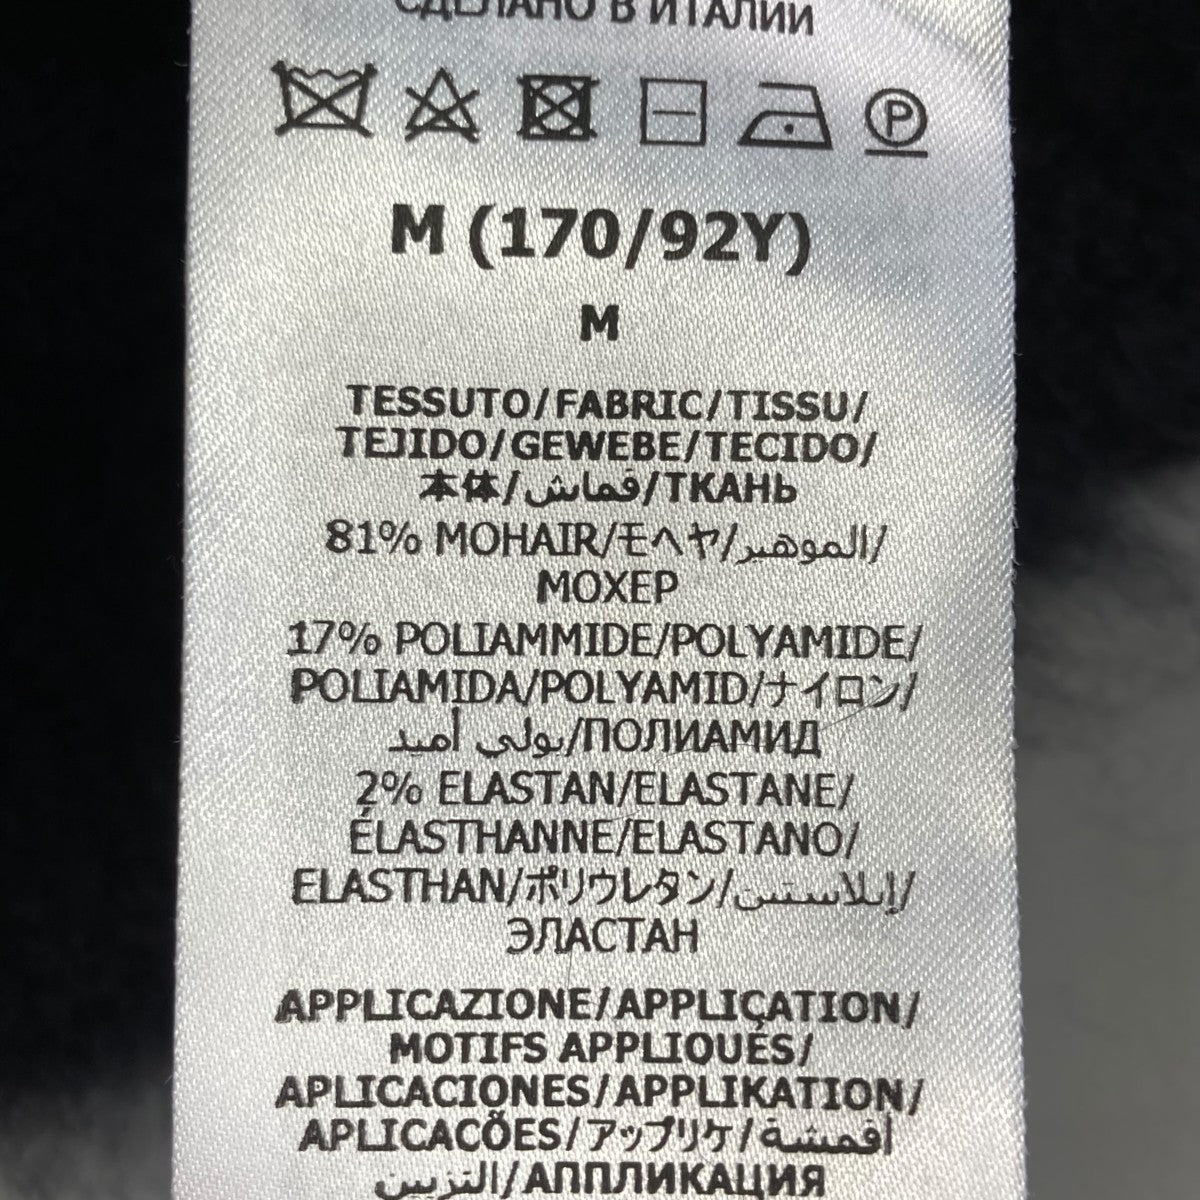 СДЕЛАНО В ИТАЛИИ
P
M (170/92Y)
M
TESSUTO/FABRIC/TISSU/
TEJIDO/GEWEBE/TECIDO/
本体/قماش/ТКАНЬ
81% MOHAIR/モヘヤ/الموهير/
МОХЕР
17% POLIAMMIDE/POLYAMIDE/
POLIAMIDA/POLYAMID/ナイロン/
بولي أميد/ПОЛИАМИД
2% ELASTAN/ELASTANE/
ÉLASTHANNE/ELASTANO/
ELASTHAN/ポリウレタン/إيلاستين/
ЭЛАСТАН
APPLICAZIONE/APPLICATION/
MOTIFS APPLIQUÉS/
APLICACIONES/APPLIKATION/
APLICACÕES/アップリケ/أقمشة
التزيين/АППЛИКАЦИЯ